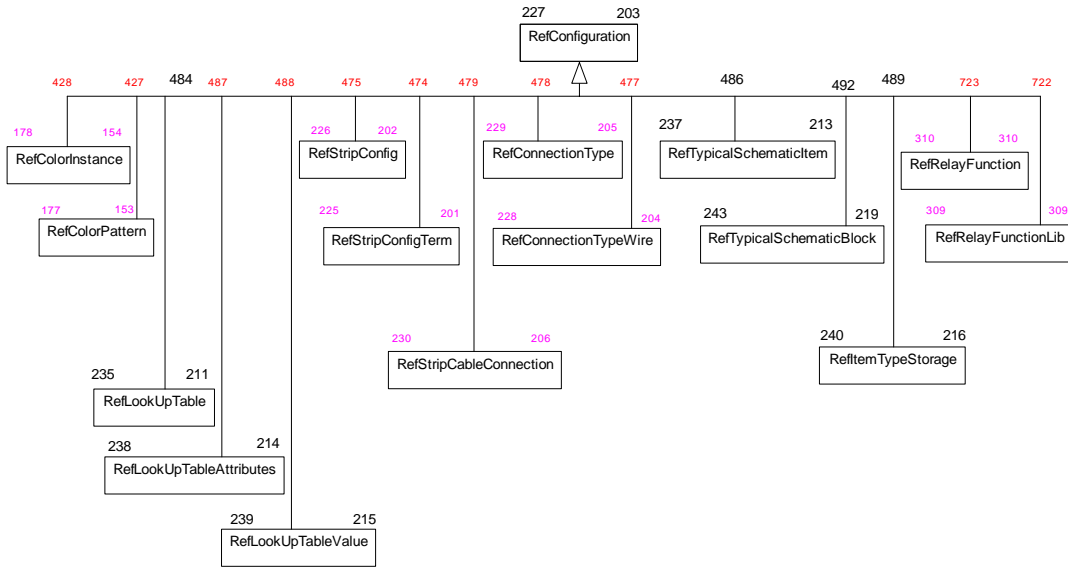 227 203
RefConfiguration
428 427 484 487 488 475 474 479 478 477 486 492 489 723 722
178 154
RefColorInstance
226 202
RefStripConfig
229 205
RefConnectionType
237 213
RefTypicalSchematicItem
310 310
RefRelayFunction
177 153
RefColorPattern
225 201
RefStripConfigTerm
228 204
RefConnectionTypeWire
243 219
RefTypicalSchematicBlock
309 309
RefRelayFunctionLib
230 206
RefStripCableConnection
240 216
RefItemTypeStorage
235 211
RefLookUpTable
238 214
RefLookUpTableAttributes
239 215
RefLookUpTableValue